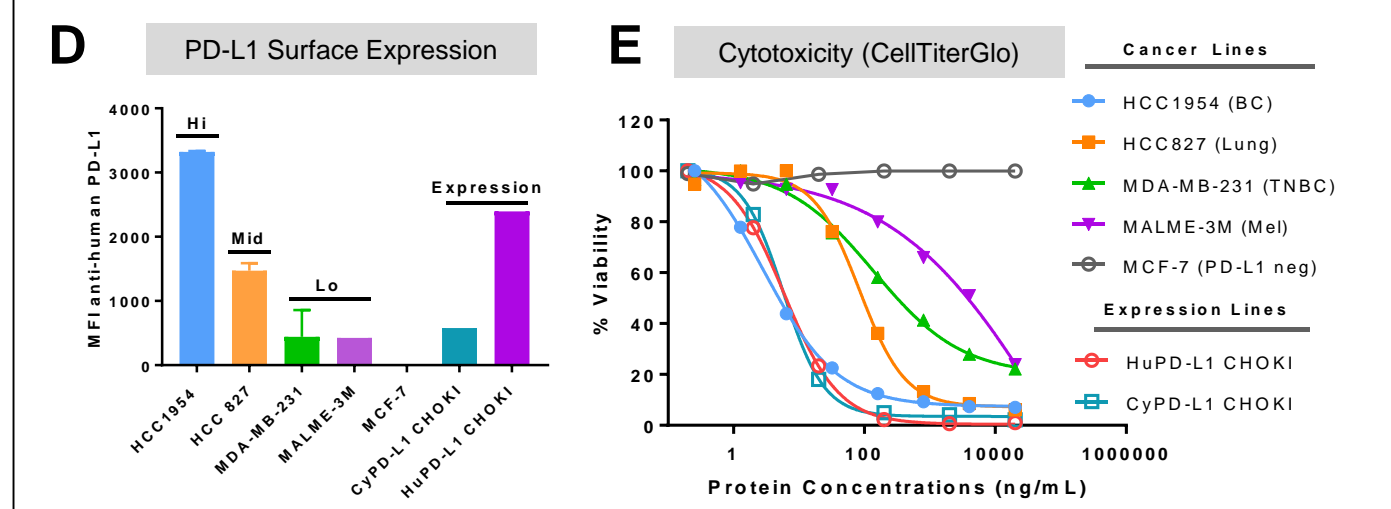 D
PD-L1 Surface Expression
MFI anti-human PD-L1
4000
3000
2000
1000
0
Hi
Mid
Lo
Expression
HCC1954
HCC 827
MDA-MB-231
MALME-3M
MCF-7
CyPD-L1 CHOKI
HuPD-L1 CHOKI
E
Cytotoxicity (CellTiterGlo)
% Viability
120
100
80
60
40
20
0
1
100
10000
1000000
Protein Concentrations (ng/mL)
Cancer Lines
HCC1954 (BC)
HCC827 (Lung)
MDA-MB-231 (TNBC)
MALME-3M (Mel)
MCF-7 (PD-L1 neg)
Expression Lines
HuPD-L1 CHOKI
CyPD-L1 CHOKI